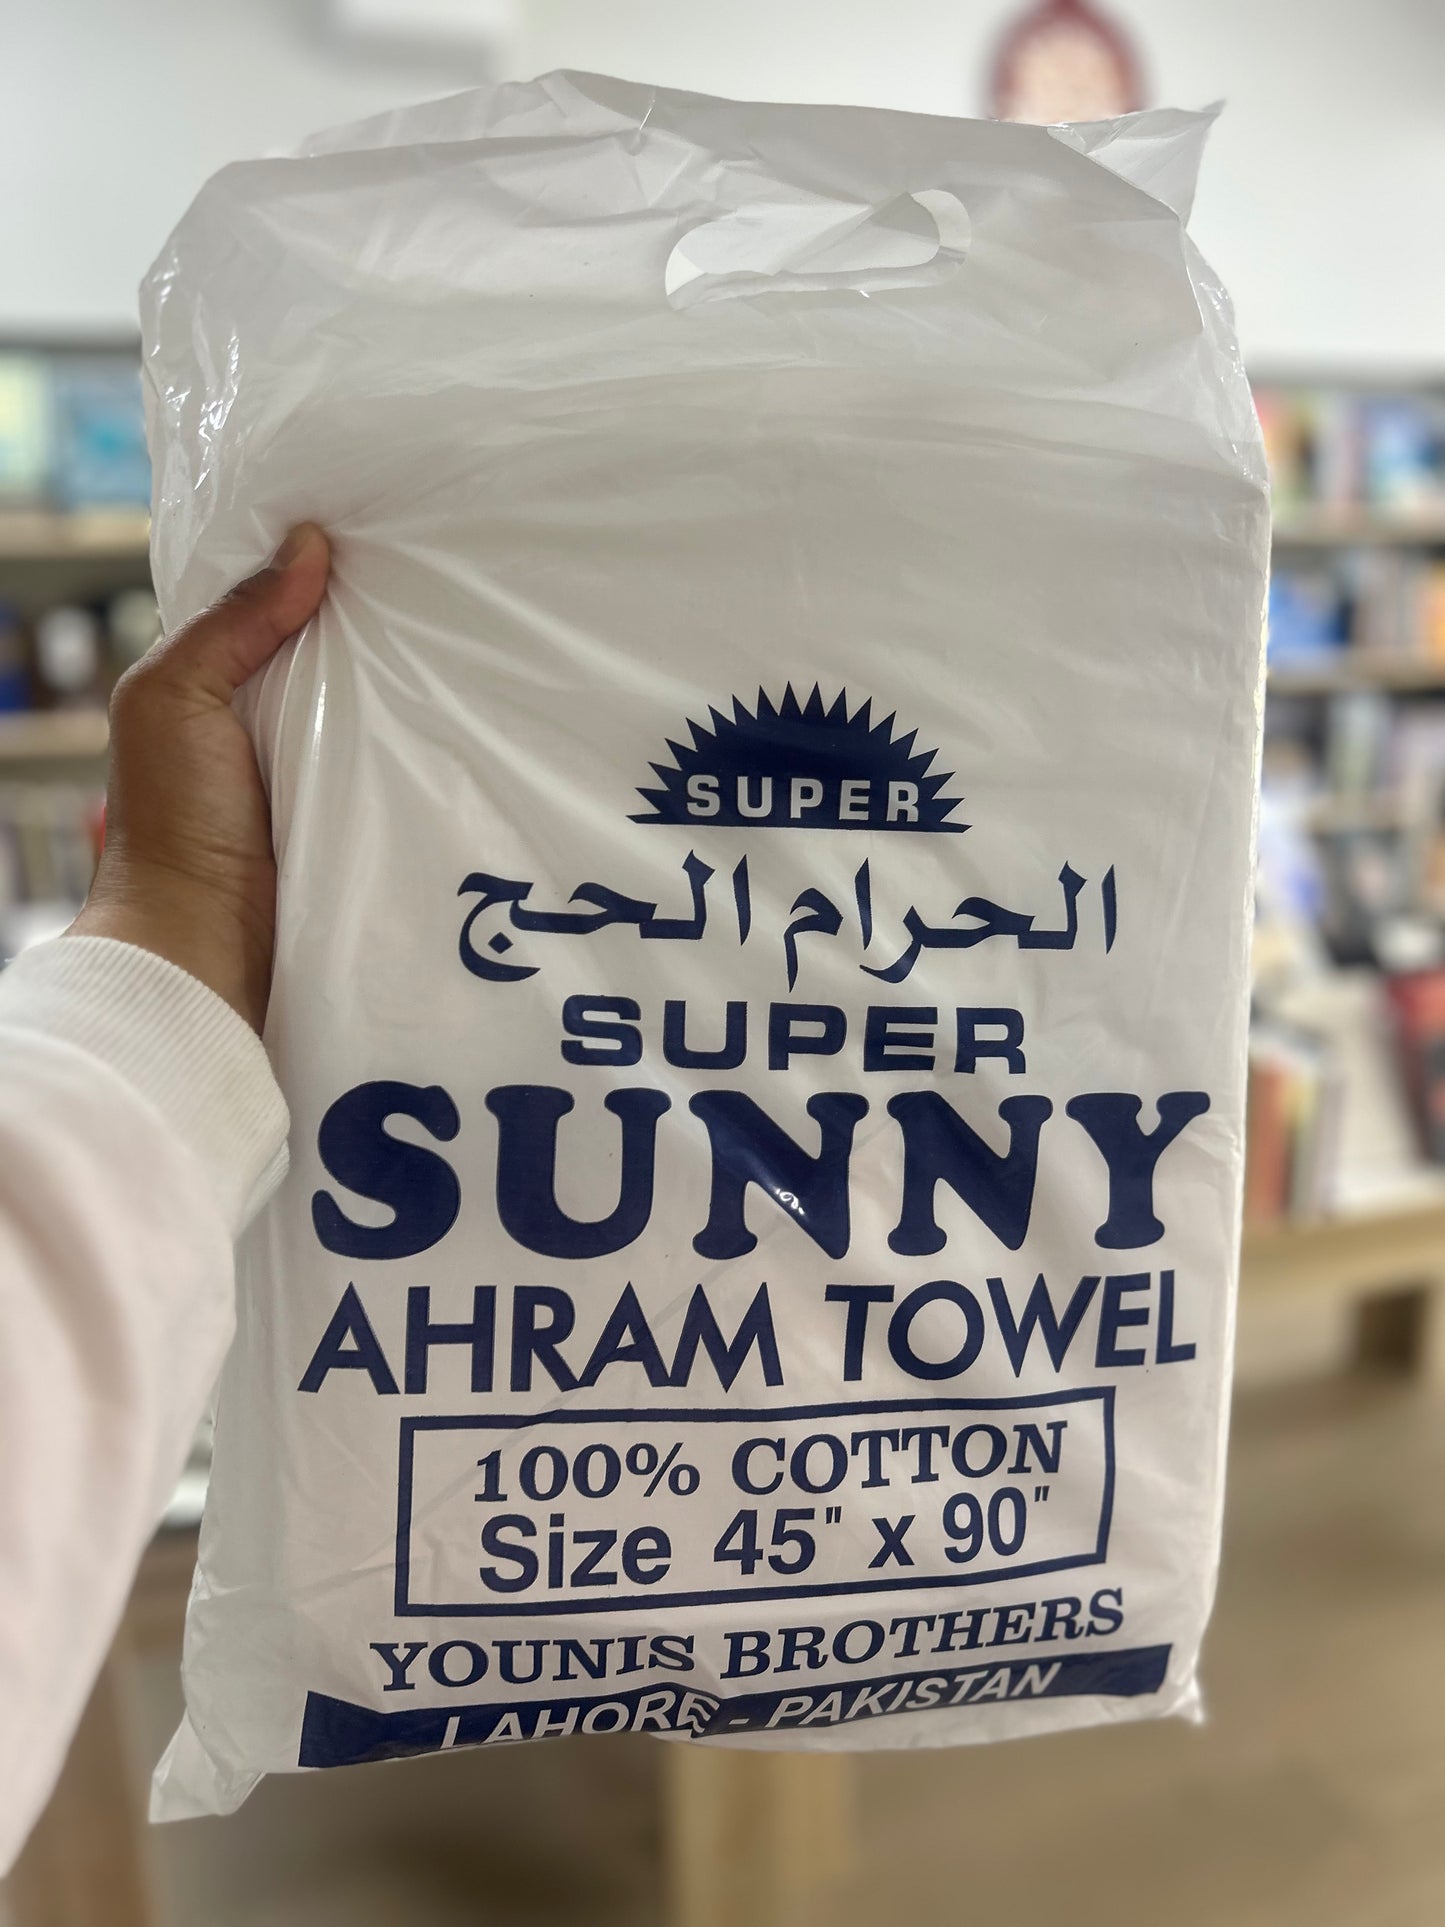 SUPER
الحرام الحج
SUPER
SUNNY
AHRAM TOWEL
100% COTTON
Size 45" x 90"
YOUNIS BROTHERS
LAHORE - PAKISTAN